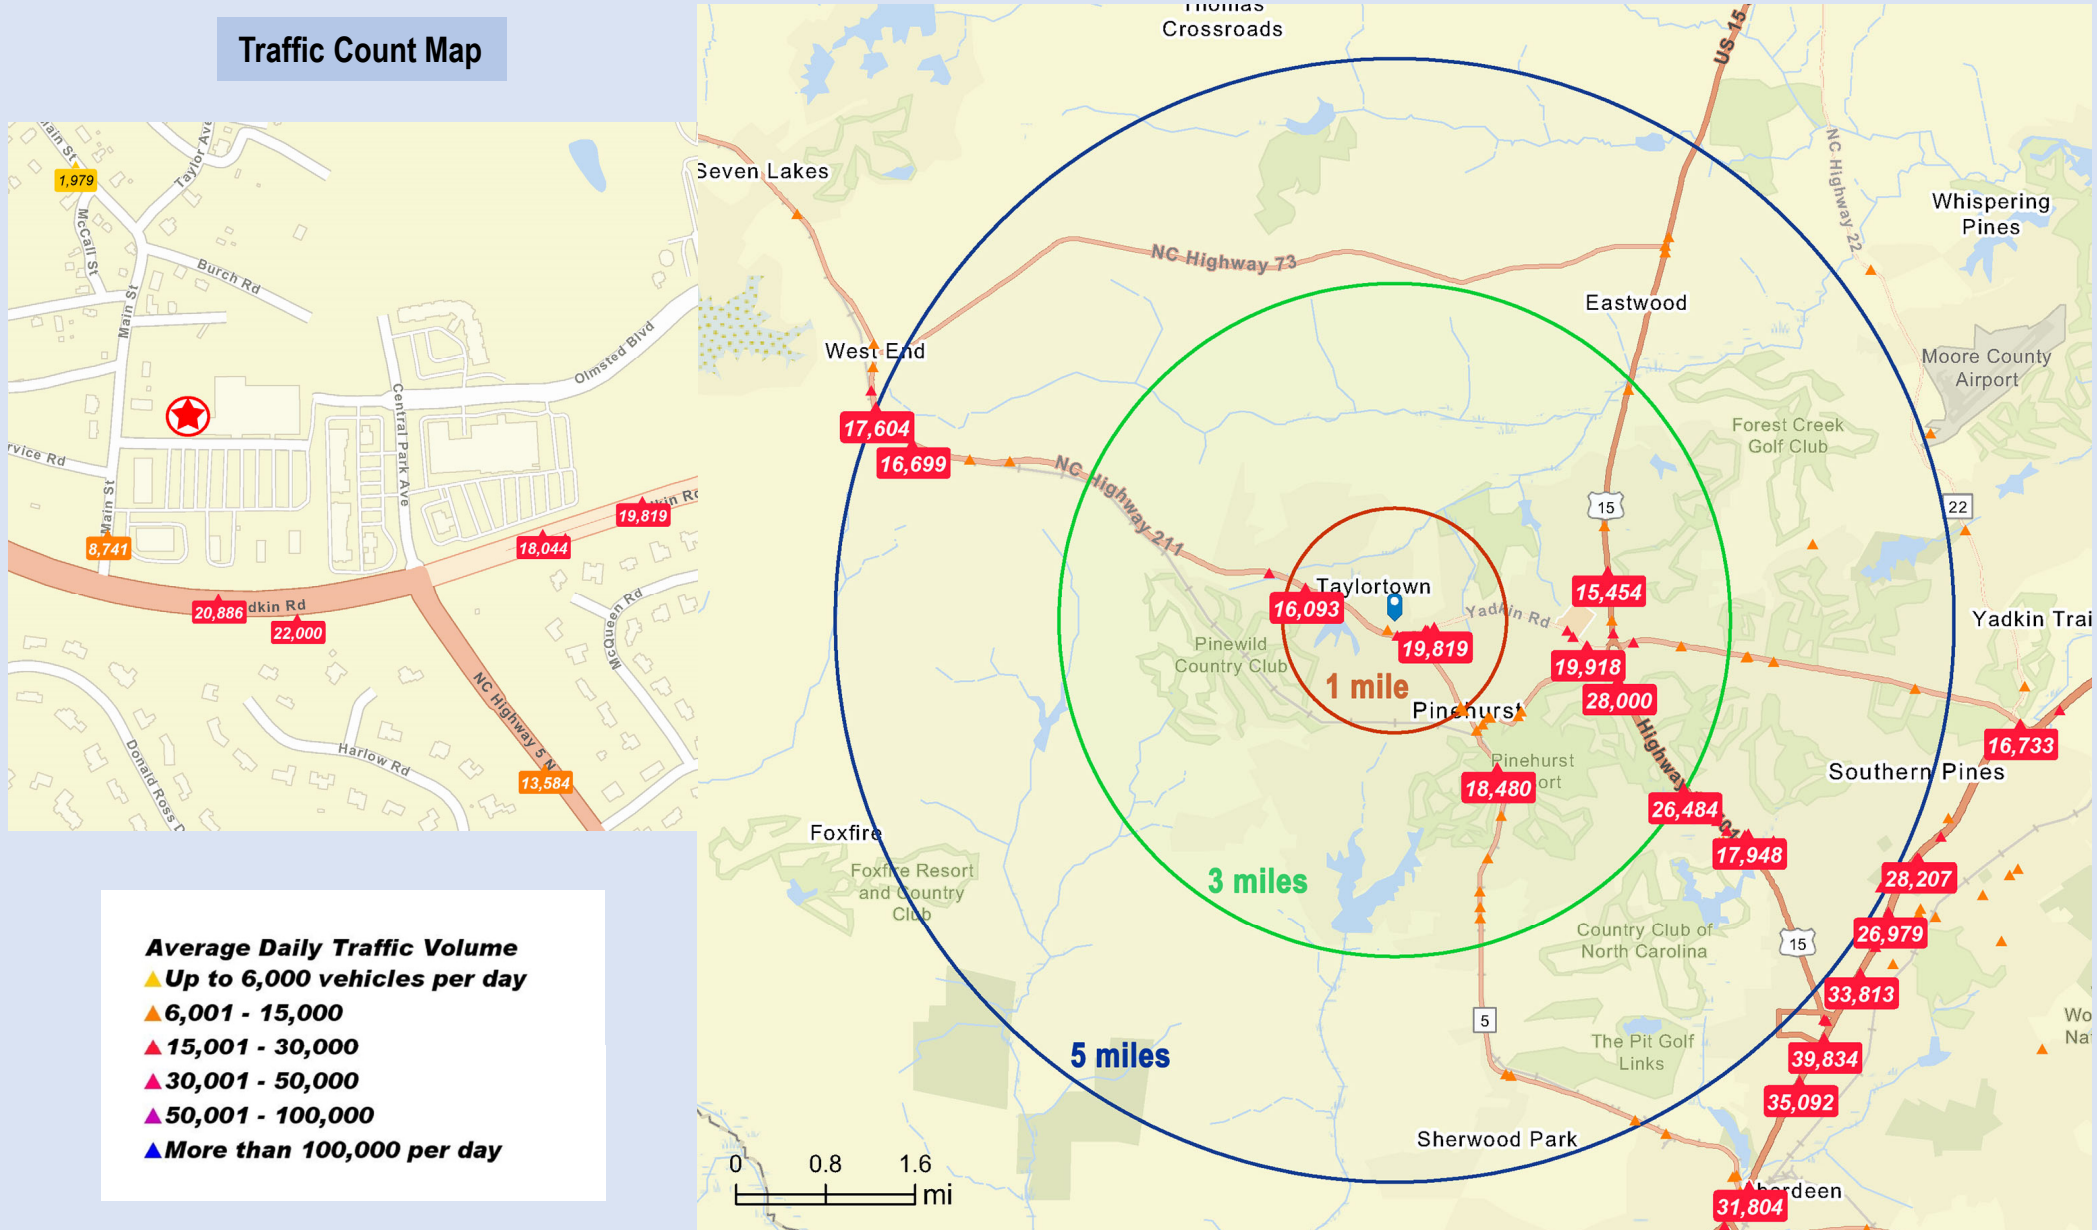 Traffic Count Map
Main St
1,979
Taylor Ave
McCall St
Burch Rd
Main St
Olmsted Blvd
Central Park Ave
Main St
8,741
19,819
18,044
20,886
22,000
McQueen Rd
NC Highway 5 N
Harlow Rd
Donald Ross D
13,584
Average Daily Traffic Volume
Up to 6,000 vehicles per day
6,001 - 15,000
15,001 - 30,000
30,001 - 50,000
50,001 - 100,000
More than 100,000 per day
Thomas
Crossroads
US 15
Seven Lakes
NC Highway 22
Whispering
Pines
NC Highway 73
Eastwood
West End
Moore County
Airport
17,604
16,699
Forest Creek
Golf Club
NC Highway 211
15
22
Taylortown
16,093
15,454
Yadkin Rd
Yadkin Trai
19,819
Pinewild
Country Club
19,918
1 mile
28,000
Pinehurst
16,733
Highway
Pinehurst
ort
18,480
Southern Pines
26,484
Foxfire
17,948
3 miles
Foxfire Resort
and Country
Club
28,207
26,979
Country Club of
North Carolina
15
33,813
5
The Pit Golf
Links
39,834
5 miles
35,092
Sherwood Park
0 0.8 1.6
mi
31,804